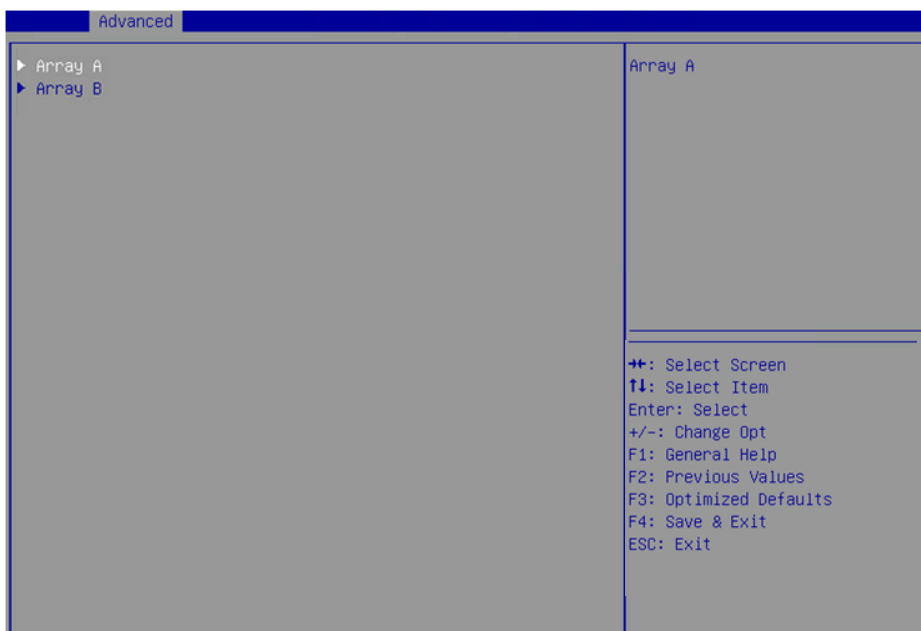 Advanced
Array A
Array B
Array A
→←: Select Screen
↑↓: Select Item
Enter: Select
+/-: Change Opt
F1: General Help
F2: Previous Values
F3: Optimized Defaults
F4: Save & Exit
ESC: Exit